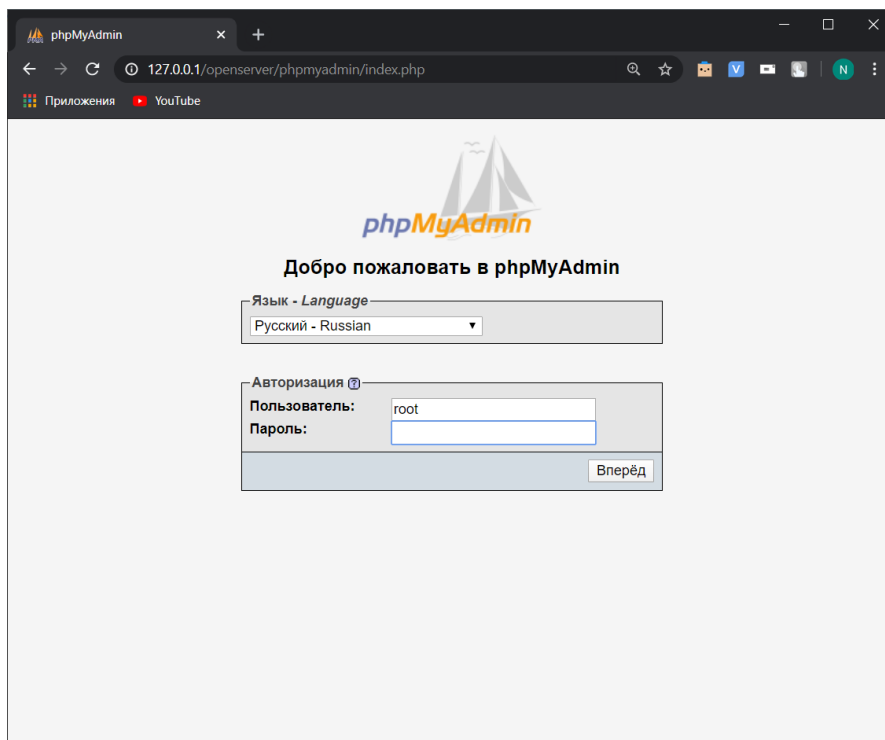 phpMyAdmin
127.0.0.1/openserver/phpmyadmin/index.php
V
N
Приложения
YouTube
phpMyAdmin
Добро пожаловать в phpMyAdmin
Язык - Language
Русский - Russian
Авторизация ?
Пользователь: root
Пароль:
Вперёд